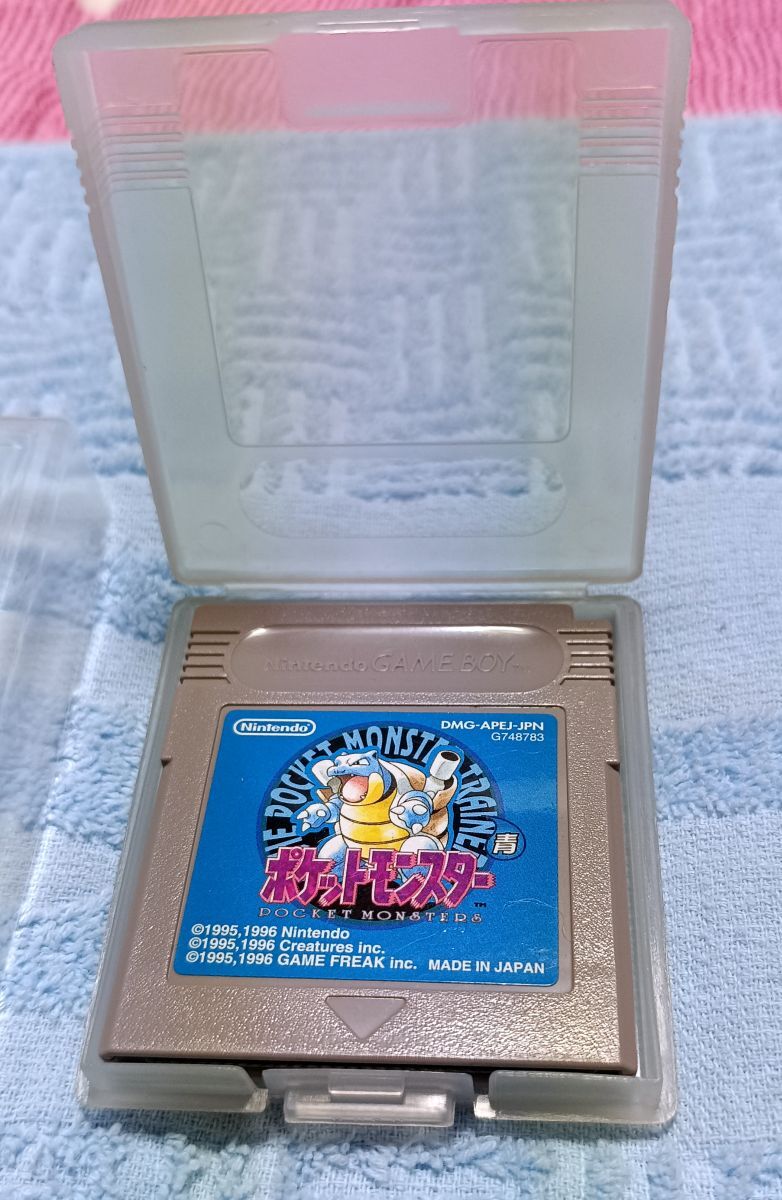 Nintendo GAME BOY TM
Nintendo
DMG-APEJ-JPN
G748783
THE POCKET MONSTER TRAINER
青
ポケットモンスター
TM
POCKET MONSTERS
©1995,1996 Nintendo
©1995,1996 Creatures inc.
©1995,1996 GAME FREAK inc. MADE IN JAPAN